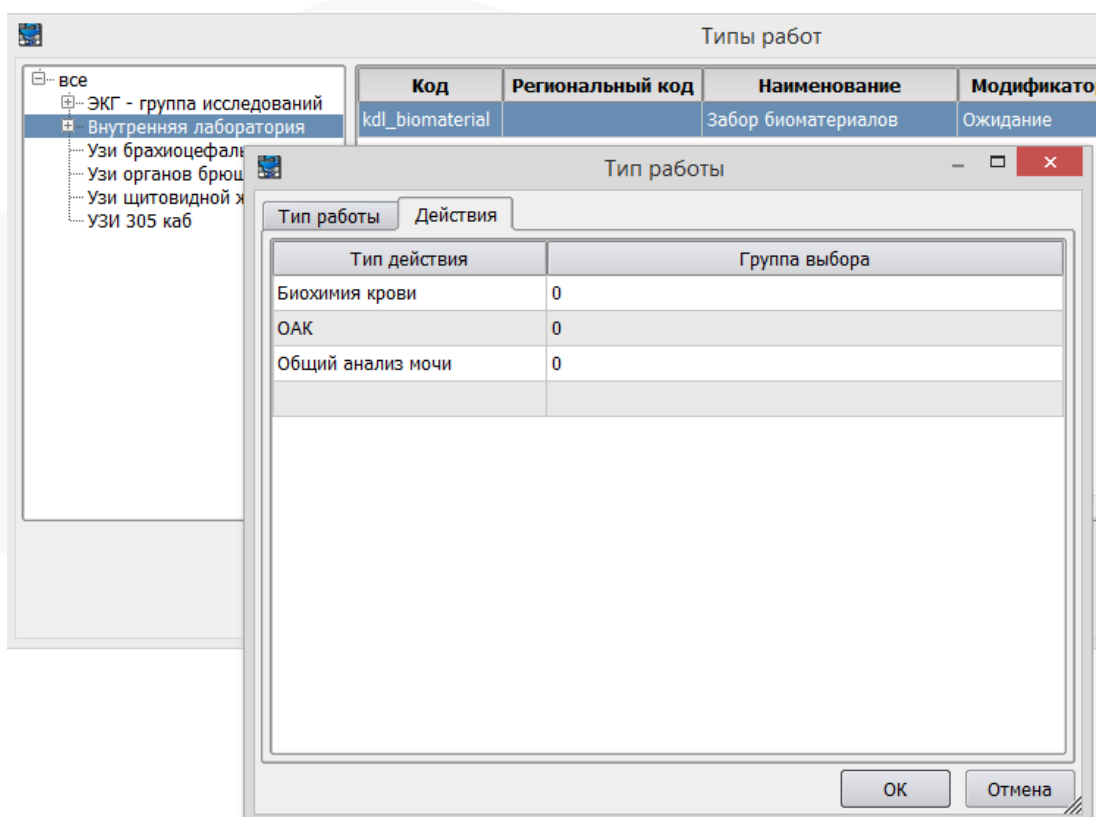 Типы работ
все
ЭКГ - группа исследований
Внутренняя лаборатория
Узи брахиоцефаль
Узи органов брюш
Узи щитовидной ж
УЗИ 305 каб
Код Региональный код Наименование Модификато
kdl_biomaterial Забор биоматериалов Ожидание
Тип работы
Тип работы Действия
Тип действия Группа выбора
Биохимия крови 0
ОАК 0
Общий анализ мочи 0
ОК Отмена